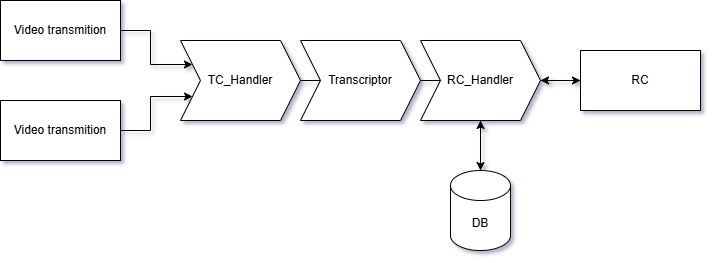 Video transmition
TC_Handler
Transcriptor
RC_Handler
RC
Video transmition
DB